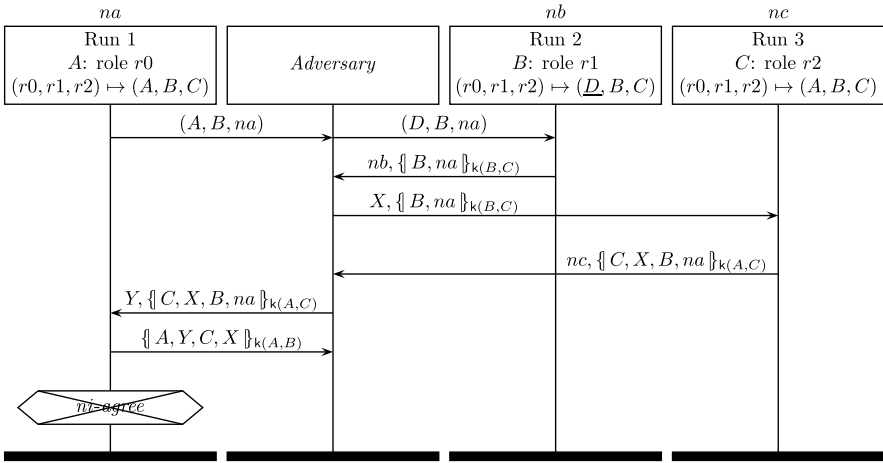 na
nb
nc
Run 1
A: role r0
(r0, r1, r2) ↦ (A, B, C)
Adversary
Run 2
B: role r1
(r0, r1, r2) ↦ (D, B, C)
Run 3
C: role r2
(r0, r1, r2) ↦ (A, B, C)
(A, B, na)
(D, B, na)
nb, {| B, na |}k(B,C)
X, {| B, na |}k(B,C)
nc, {| C, X, B, na |}k(A,C)
Y, {| C, X, B, na |}k(A,C)
{| A, Y, C, X |}k(A,B)
ni-agree